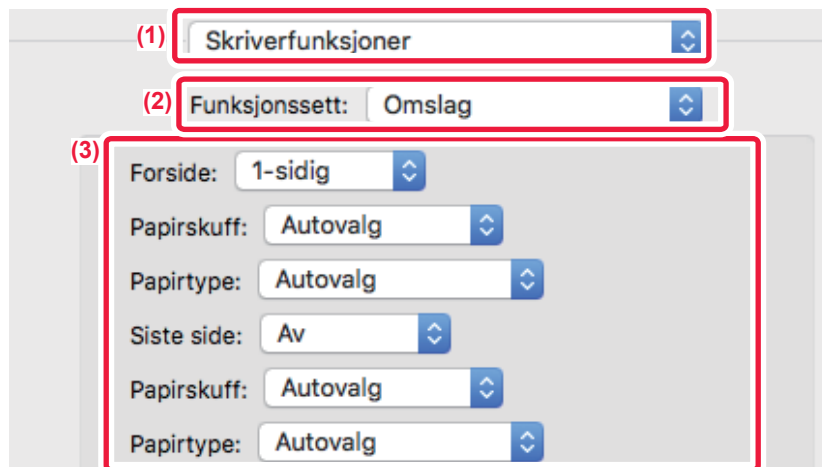 (1) Skriverfunksjoner
(2) Funksjonssett: Omslag
(3)
Forside: 1-sidig
Papirskuff: Autovalg
Papirtype: Autovalg
Siste side: Av
Papirskuff: Autovalg
Papirtype: Autovalg